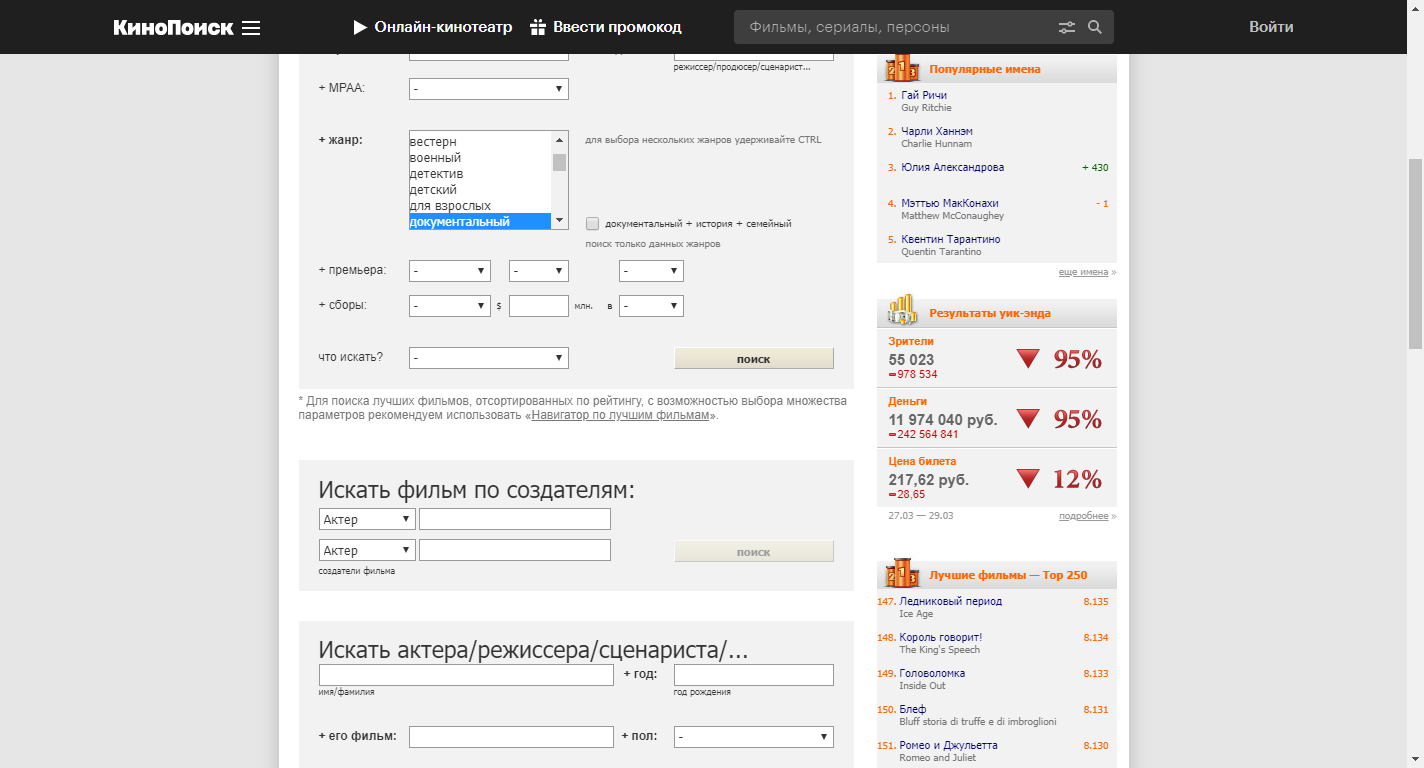 КиноПоиск
Онлайн-кинотеатр
Ввести промокод
Фильмы, сериалы, персоны
Войти
режиссер/продюсер/сценарист...
+ MPAA:
-
+ жанр:
вестерн
военный
детектив
детский
для взрослых
документальный
для выбора нескольких жанров удерживайте CTRL
документальный + история + семейный
поиск только данных жанров
+ премьера:
-
-
-
+ сборы:
-
$
млн.
в
-
что искать?
-
поиск
* Для поиска лучших фильмов, отсортированных по рейтингу, с возможностью выбора множества
параметров рекомендуем использовать «Навигатор по лучшим фильмам».
Искать фильм по создателям:
Актер
Актер
поиск
создатели фильма
Искать актера/режиссера/сценариста/...
+ год:
имя/фамилия
год рождения
+ его фильм:
+ пол:
-
Популярные имена
1. Гай Ричи
Guy Ritchie
2. Чарли Ханнэм
Charlie Hunnam
3. Юлия Александрова + 430
4. Мэттью МакКонахи - 1
Matthew McConaughey
5. Квентин Тарантино
Quentin Tarantino
еще имена »
Результаты уик-энда
Зрители
55 023
978 534
95%
Деньги
11 974 040 руб.
242 564 841
95%
Цена билета
217,62 руб.
28,65
12%
27.03 — 29.03
подробнее »
Лучшие фильмы — Top 250
147. Ледниковый период 8.135
Ice Age
148. Король говорит! 8.134
The King's Speech
149. Головоломка 8.133
Inside Out
150. Блеф 8.131
Bluff storia di truffe e di imbroglioni
151. Ромео и Джульетта 8.130
Romeo and Juliet